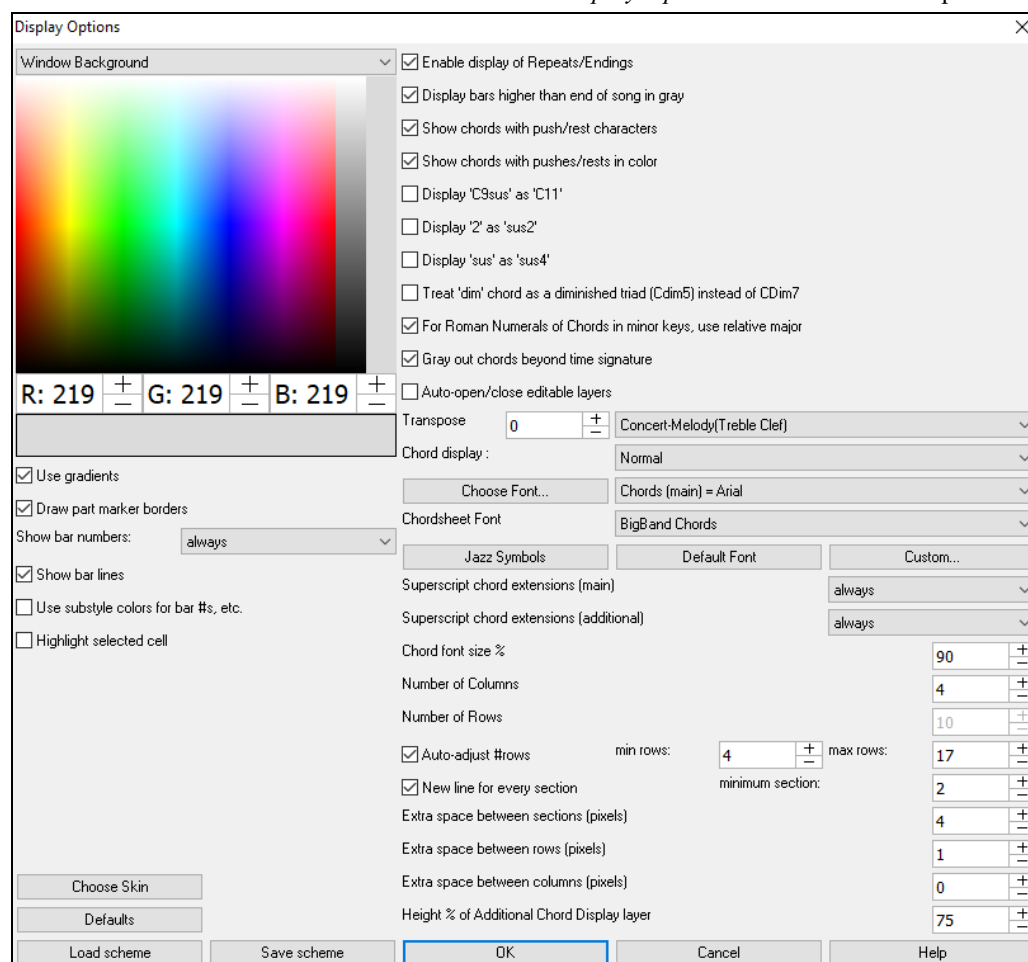 Display Options
Window Background
R: 219 G: 219 B: 219
Use gradients
Draw part marker borders
Show bar numbers: always
Show bar lines
Use substyle colors for bar #s, etc.
Highlight selected cell
Choose Skin
Defaults
Load scheme Save scheme
Enable display of Repeats/Endings
Display bars higher than end of song in gray
Show chords with push/rest characters
Show chords with pushes/rests in color
Display 'C9sus' as 'C11'
Display '2' as 'sus2'
Display 'sus' as 'sus4'
Treat 'dim' chord as a diminished triad (Cdim5) instead of CDim7
For Roman Numerals of Chords in minor keys, use relative major
Gray out chords beyond time signature
Auto-open/close editable layers
Transpose 0 Concert-Melody(Treble Clef)
Chord display : Normal
Choose Font... Chords (main) = Arial
Chordsheet Font BigBand Chords
Jazz Symbols Default Font Custom...
Superscript chord extensions (main) always
Superscript chord extensions (additional) always
Chord font size % 90
Number of Columns 4
Number of Rows 10
Auto-adjust #rows min rows: 4 max rows: 17
New line for every section minimum section: 2
Extra space between sections (pixels) 4
Extra space between rows (pixels) 1
Extra space between columns (pixels) 0
Height % of Additional Chord Display layer 75
OK Cancel Help